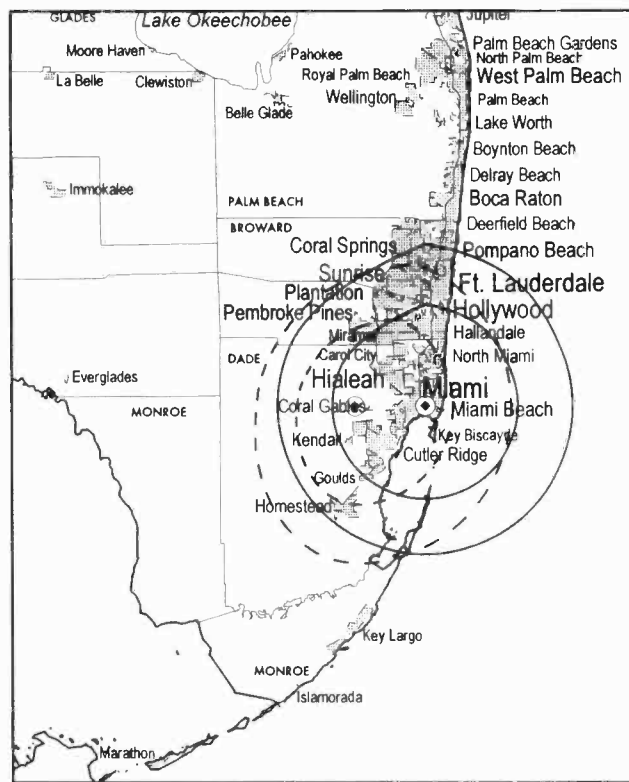 GLADES
Lake Okeechobee
Jupiter
Moore Haven
Pahokee
Palm Beach Gardens
North Palm Beach
La Belle
Clewiston
Royal Palm Beach
West Palm Beach
Wellington
Palm Beach
Belle Glade
Lake Worth
Boynton Beach
Delray Beach
Immokalee
PALM BEACH
Boca Raton
BROWARD
Deerfield Beach
Coral Springs
Pompano Beach
Sunrise
Ft. Lauderdale
Plantation
Pembroke Pines
Hollywood
Miramar
Hallandale
DADE
Carol City
North Miami
Everglades
Hialeah
Miami
MONROE
Coral Gables
Miami Beach
Kendall
Key Biscayne
Cutler Ridge
Goulds
Homestead
Key Largo
MONROE
Islamorada
Marathon